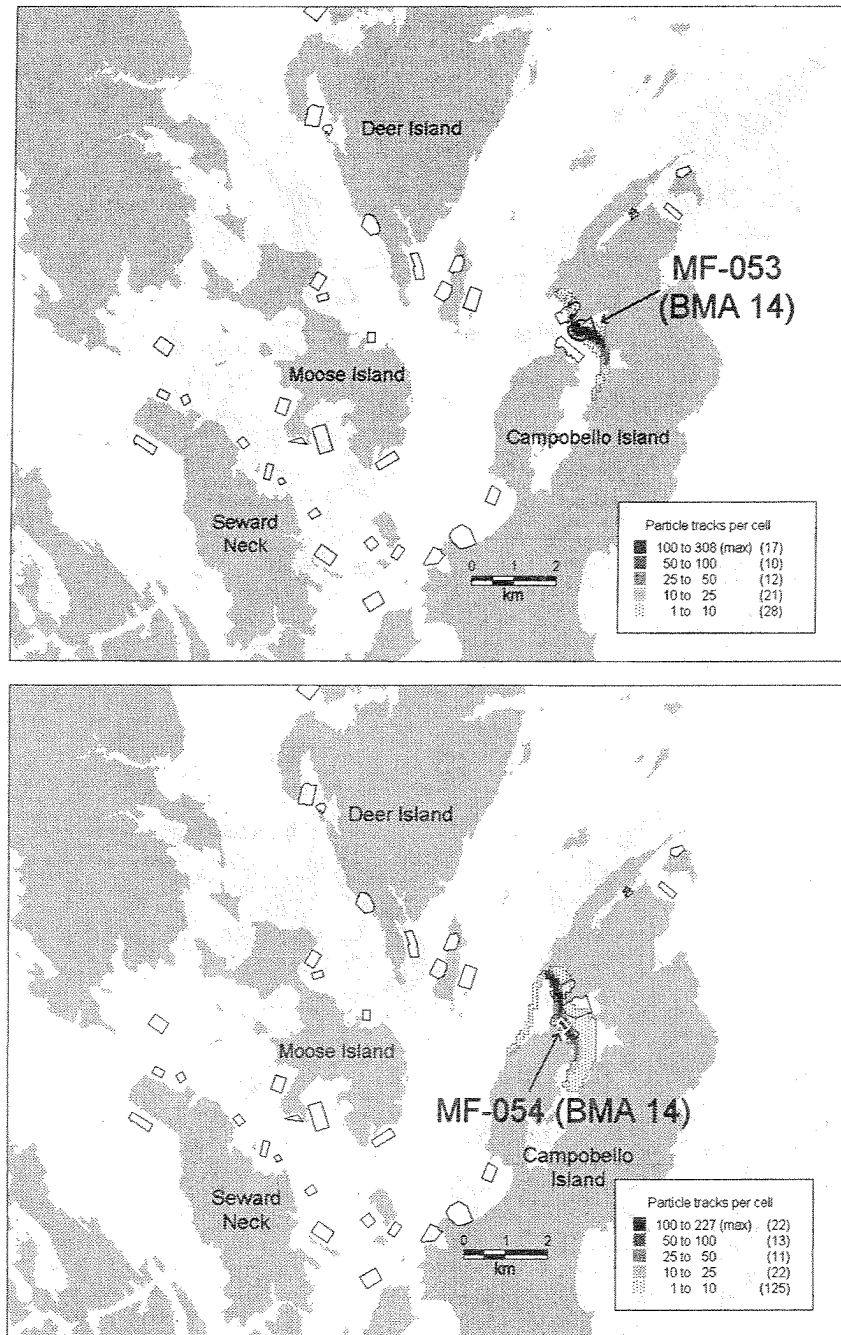 Deer Island
MF-053
(BMA 14)
Moose Island
Campobello Island
Seward
Neck
0 1 2
km
Particle tracks per cell
100 to 308 (max) (17)
50 to 100 (10)
25 to 50 (12)
10 to 25 (21)
1 to 10 (28)
Deer Island
Moose Island
MF-054 (BMA 14)
Campobello
Island
Seward
Neck
0 1 2
km
Particle tracks per cell
100 to 227 (max) (22)
50 to 100 (13)
25 to 50 (11)
10 to 25 (22)
1 to 10 (125)